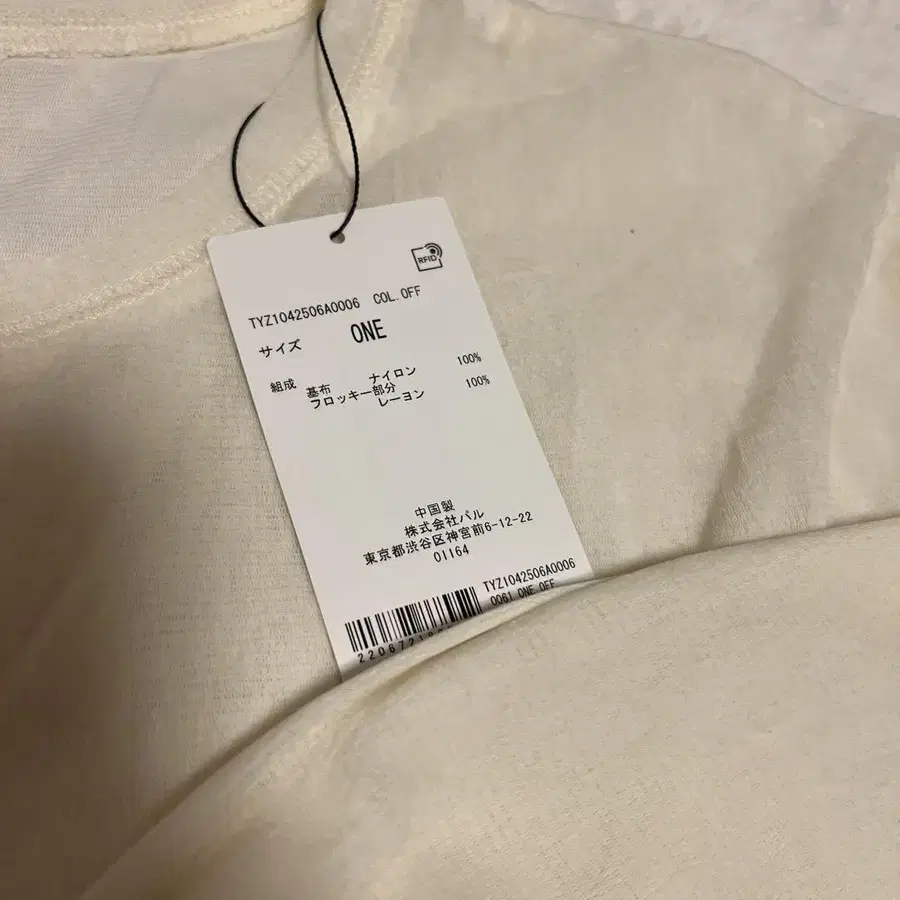 RFID
TYZ1042506A0006 COL.OFF
サイズ ONE
組成 基布 ナイロン 100%
フロッキー部分
レーヨン 100%
中国製
株式会社パル
東京都渋谷区神宮前6-12-22
01164
TYZ1042506A0006
0061 ONE OFF